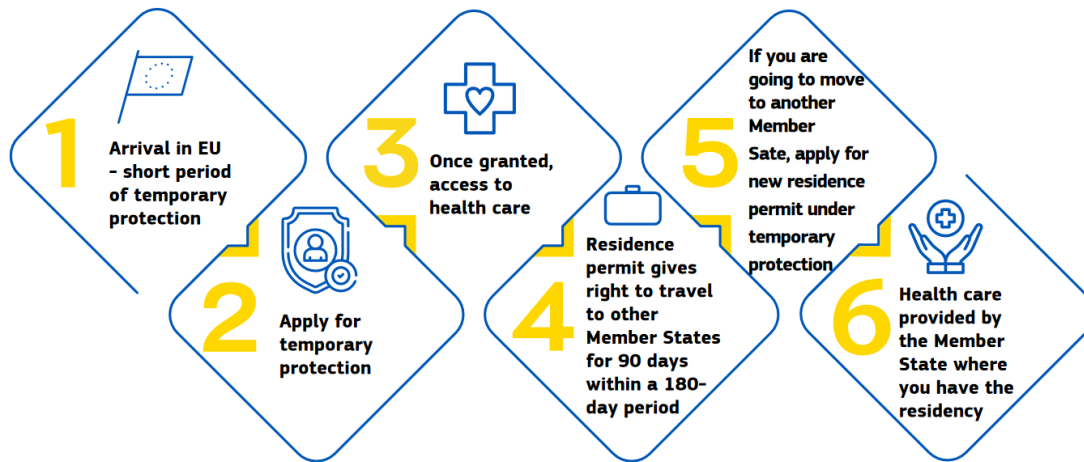 1
Arrival in EU
– short period
of temporary
protection
2
Apply for
temporary
protection
3
Once granted,
access to
health care
4
Residence
permit gives
right to travel
to other
Member States
for 90 days
within a 180-
day period
5
If you are
going to move
to another
Member
Sate, apply for
new residence
permit under
temporary
protection
6
Health care
provided by
the Member
State where
you have the
residency